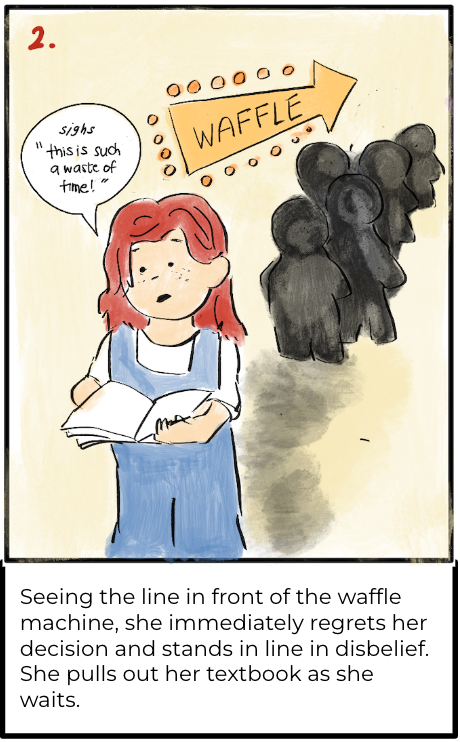 2.
WAFFLE
sighs
"this is such
a waste of
time!"
Seeing the line in front of the waffle
machine, she immediately regrets her
decision and stands in line in disbelief.
She pulls out her textbook as she
waits.